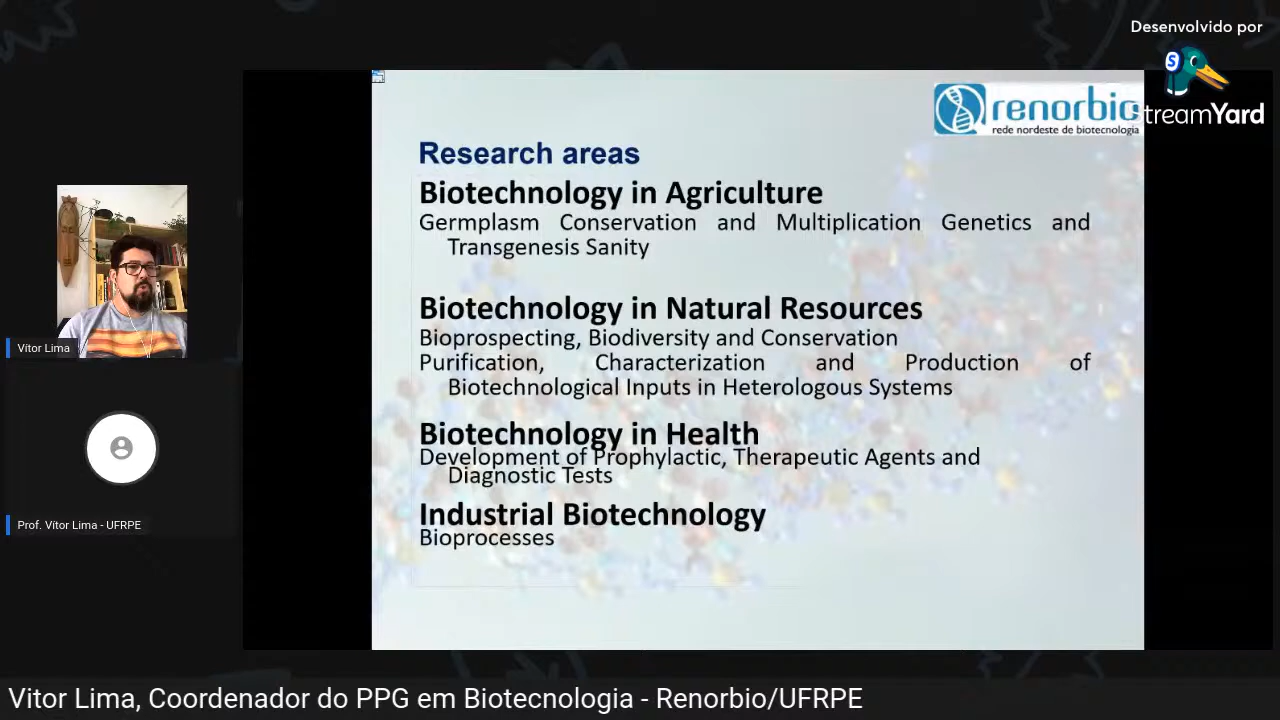 Desenvolvido por
StreamYard
renorbio
rede nordeste de biotecnologia
Research areas
Biotechnology in Agriculture
Germplasm Conservation and Multiplication Genetics and
Transgenesis Sanity
Biotechnology in Natural Resources
Bioprospecting, Biodiversity and Conservation
Purification, Characterization and Production of
Biotechnological Inputs in Heterologous Systems
Biotechnology in Health
Development of Prophylactic, Therapeutic Agents and
Diagnostic Tests
Industrial Biotechnology
Bioprocesses
Vítor Lima
Prof. Vítor Lima - UFRPE
Vitor Lima, Coordenador do PPG em Biotecnologia - Renorbio/UFRPE